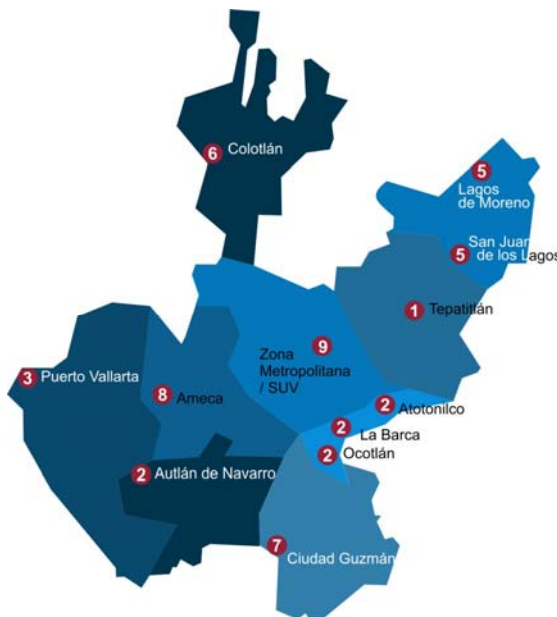 6 Colotlán
5
Lagos
de Moreno
San Juan
5 de los Lagos
1
Tepatitlán
9
Zona
Metropolitana
/ SUV
3 Puerto Vallarta
8 Ameca
2 Atotonilco
2 La Barca
2 Ocotlán
2 Autlán de Navarro
7 Ciudad Guzmán